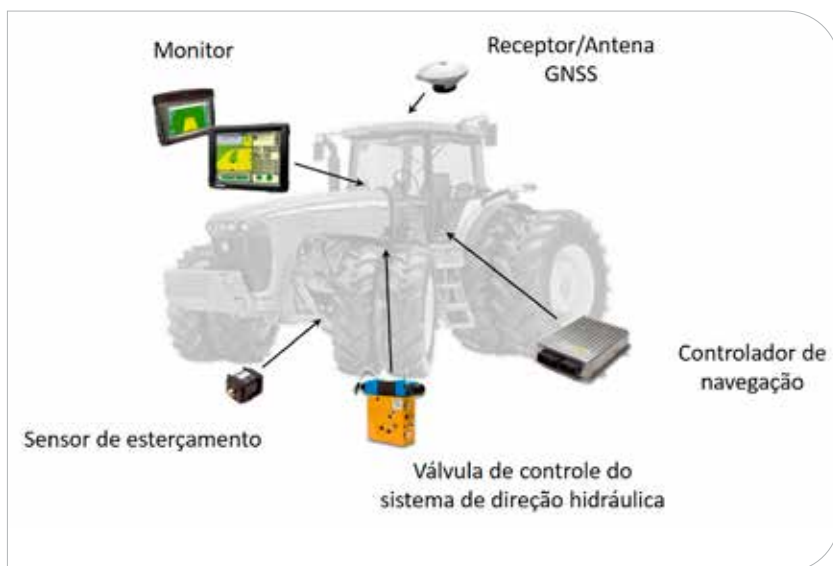 Monitor
Receptor/Antena
GNSS
Controlador de
navegação
Sensor de esterçamento
Válvula de controle do
sistema de direção hidráulica